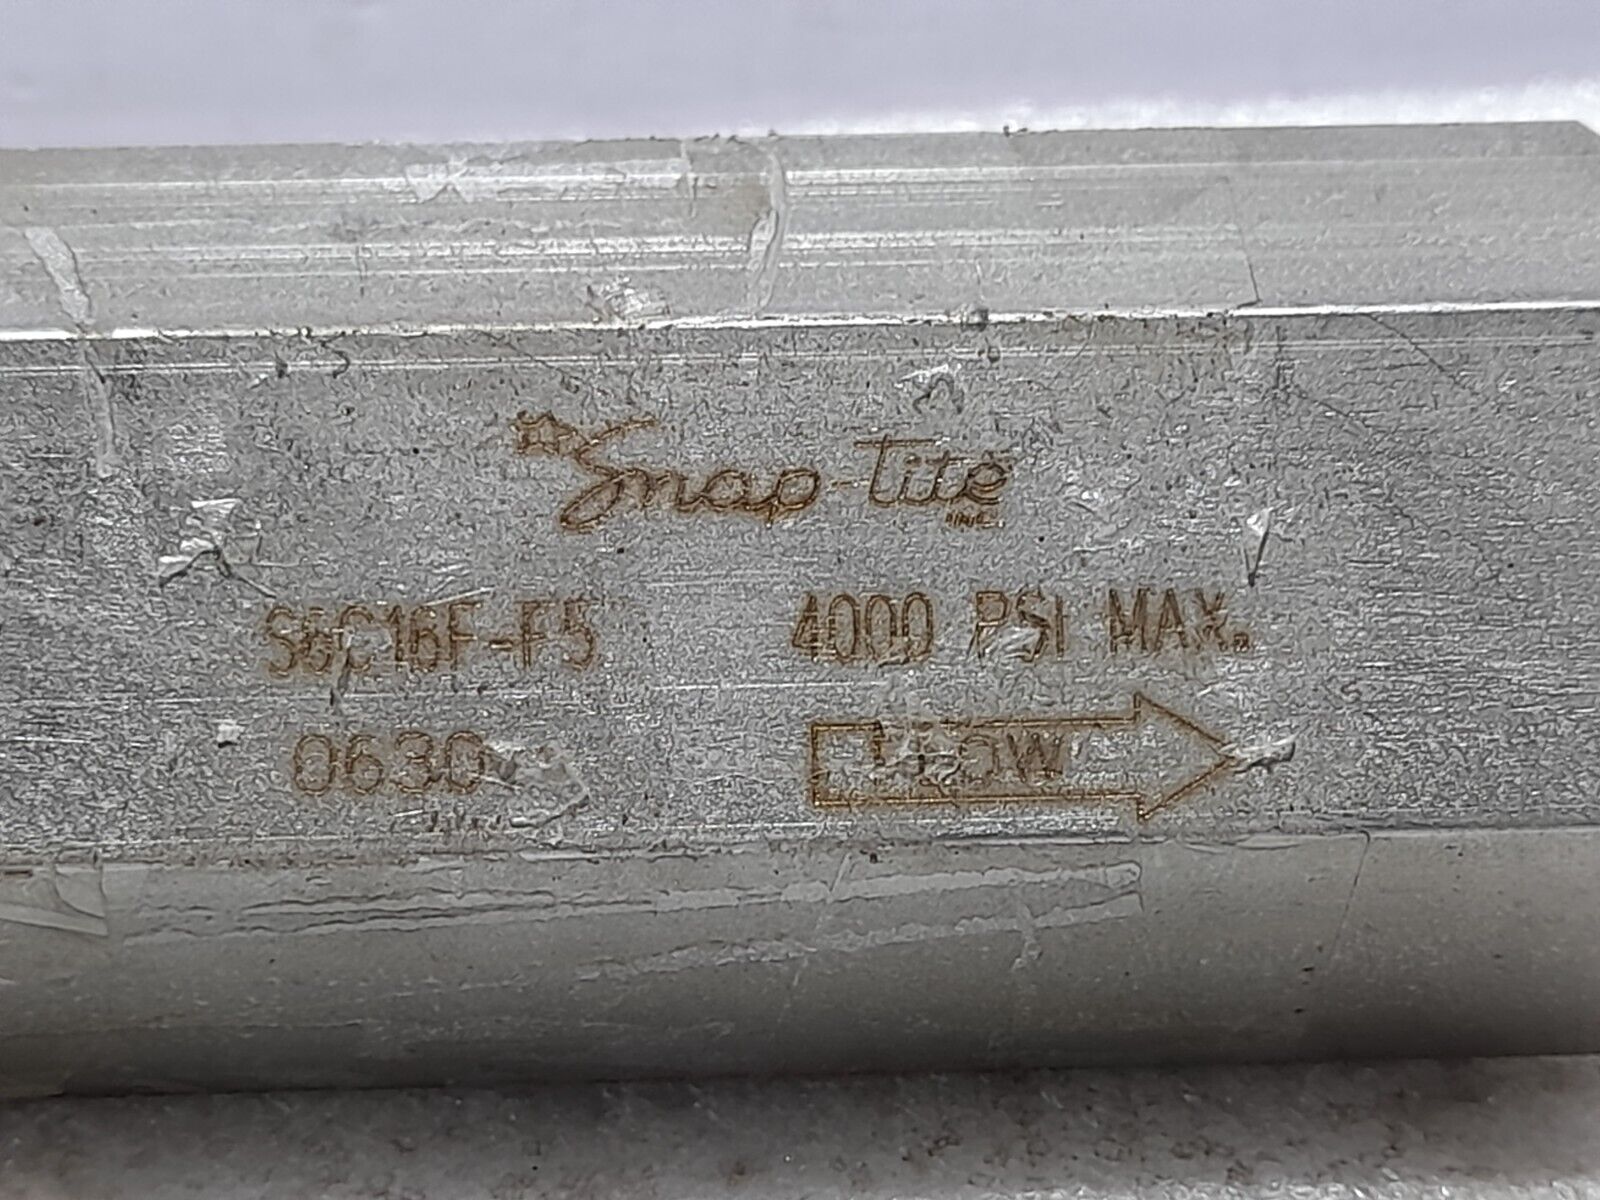 Snap-Tite
S6C16F-F5 4000 PSI MAX.
0630 FLOW